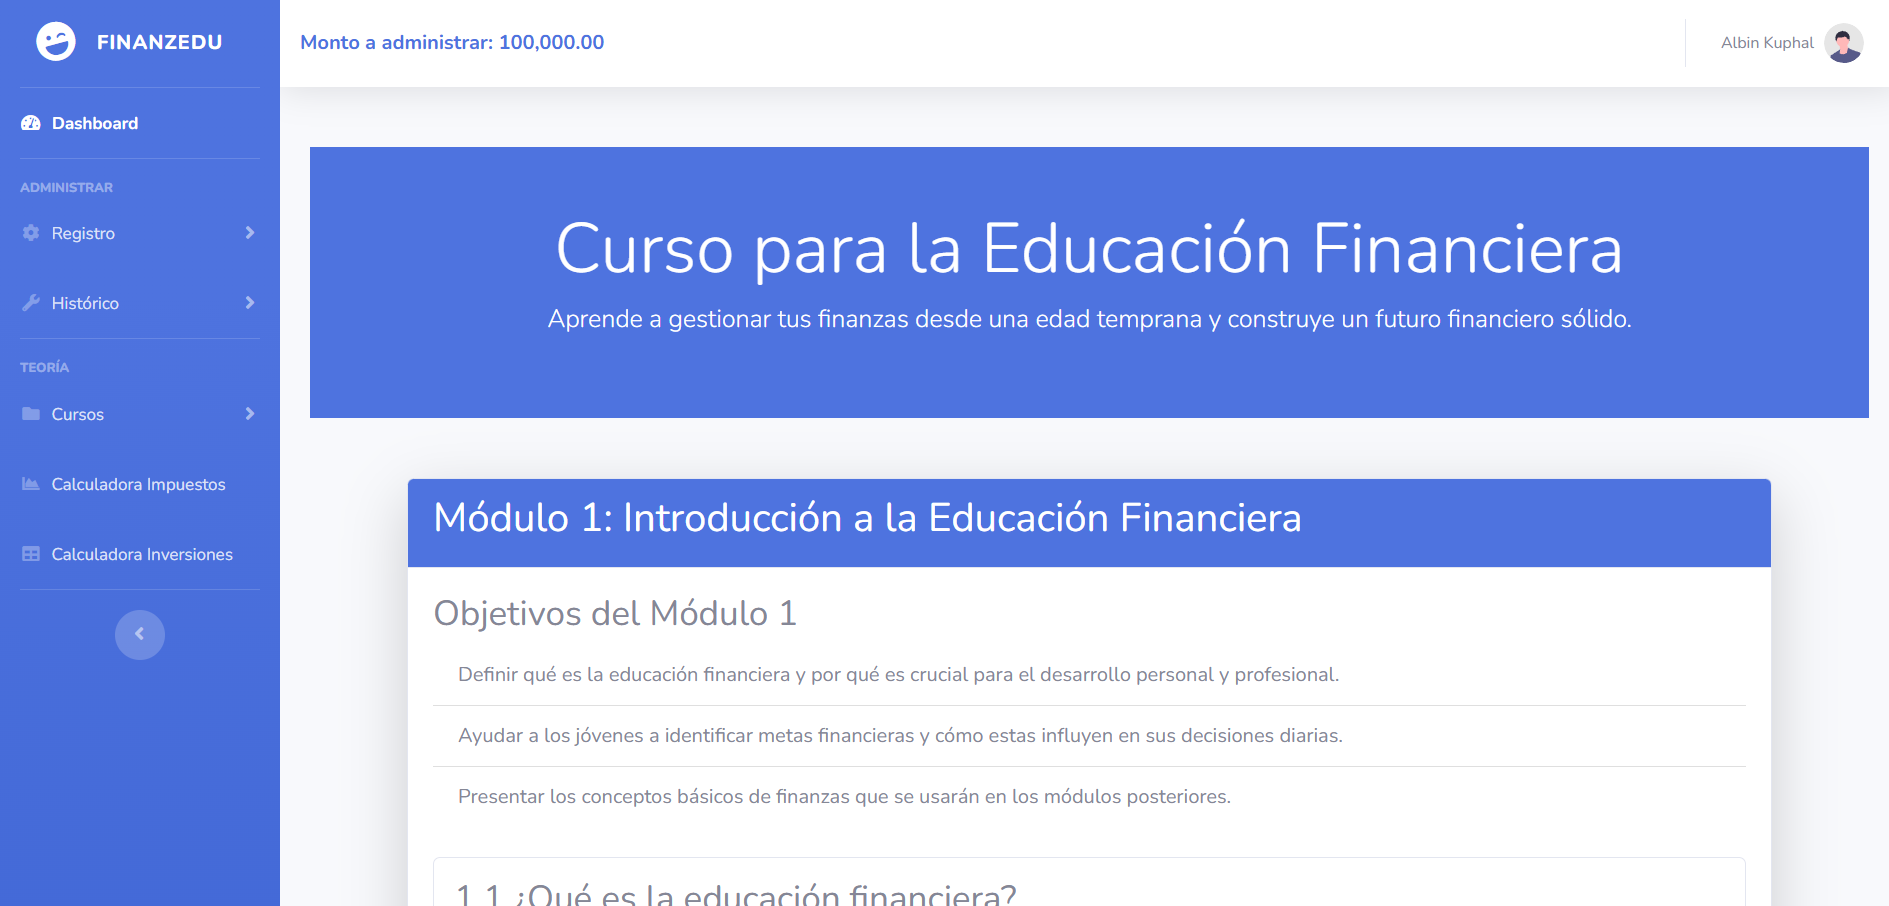 FINANZEDU
Monto a administrar: 100,000.00
Albin Kuphal
Dashboard
ADMINISTRAR
Registro
Histórico
TEORÍA
Cursos
Calculadora Impuestos
Calculadora Inversiones
Curso para la Educación Financiera
Aprende a gestionar tus finanzas desde una edad temprana y construye un futuro financiero sólido.
Módulo 1: Introducción a la Educación Financiera
Objetivos del Módulo 1
Definir qué es la educación financiera y por qué es crucial para el desarrollo personal y profesional.
Ayudar a los jóvenes a identificar metas financieras y cómo estas influyen en sus decisiones diarias.
Presentar los conceptos básicos de finanzas que se usarán en los módulos posteriores.
1.1 ¿Qué es la educación financiera?